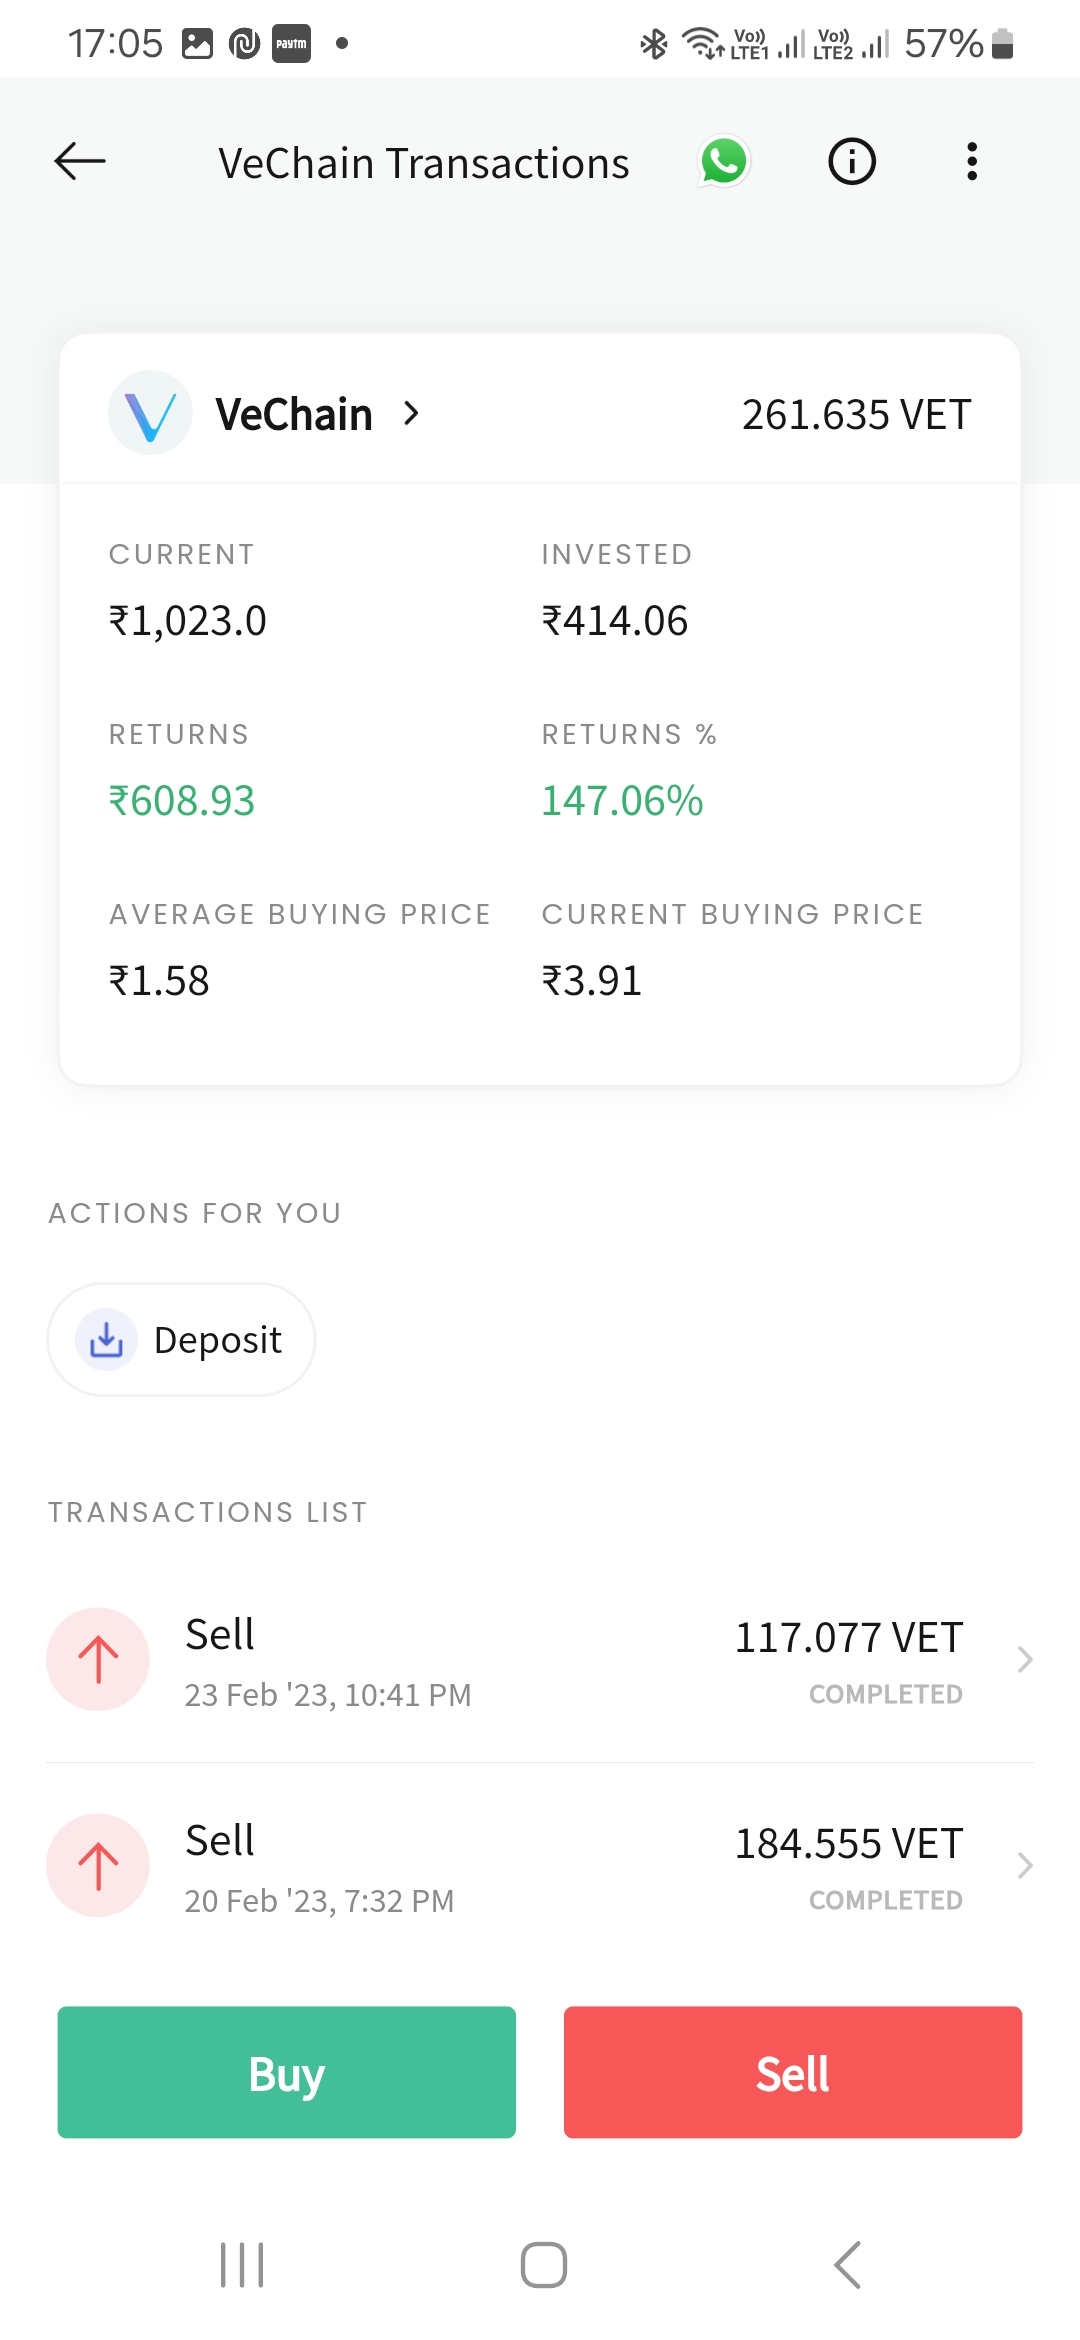 17:05 paytm Vo)) LTE1 Vo)) LTE2 57%
VeChain Transactions
VeChain 261.635 VET
CURRENT INVESTED
₹1,023.0 ₹414.06
RETURNS RETURNS %
₹608.93 147.06%
AVERAGE BUYING PRICE CURRENT BUYING PRICE
₹1.58 ₹3.91
ACTIONS FOR YOU
Deposit
TRANSACTIONS LIST
Sell 117.077 VET
23 Feb '23, 10:41 PM COMPLETED
Sell 184.555 VET
20 Feb '23, 7:32 PM COMPLETED
Buy Sell